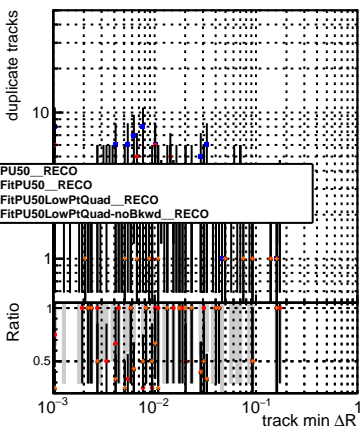 duplicate tracks
10
PU50__RECO
FitPU50__RECO
FitPU50LowPtQuad__RECO
FitPU50LowPtQuad-noBkwd__RECO
1
Ratio
1
0.5
10⁻³ 10⁻² 10⁻¹ 1
track min ΔR